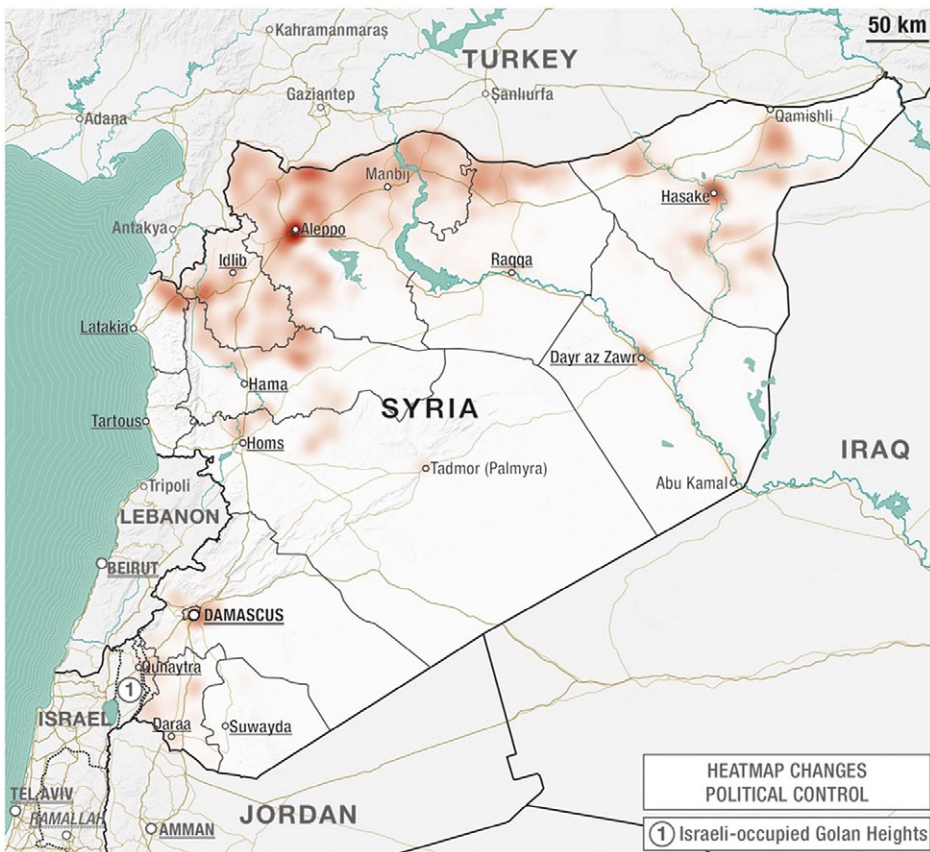 50 km
Kahramanmaraş
TURKEY
Gaziantep
Şanlıurfa
Adana
Qamishli
Manbij
Hasake
Antakya
Aleppo
Idlib
Raqqa
Latakia
Dayr az Zawr
Hama
SYRIA
Tartous
Homs
IRAQ
Tadmor (Palmyra)
Abu Kamal
Tripoli
LEBANON
BEIRUT
DAMASCUS
Qunaytra
1
ISRAEL
Daraa
Suwayda
HEATMAP CHANGES
POLITICAL CONTROL
TEL AVIV
RAMALLAH
JORDAN
AMMAN
1 Israeli-occupied Golan Heights